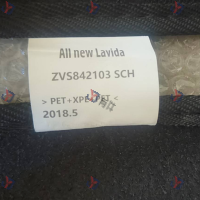 All new Lavida
ZVS842103 SCH
> PET+XPE+PET <
2018.5